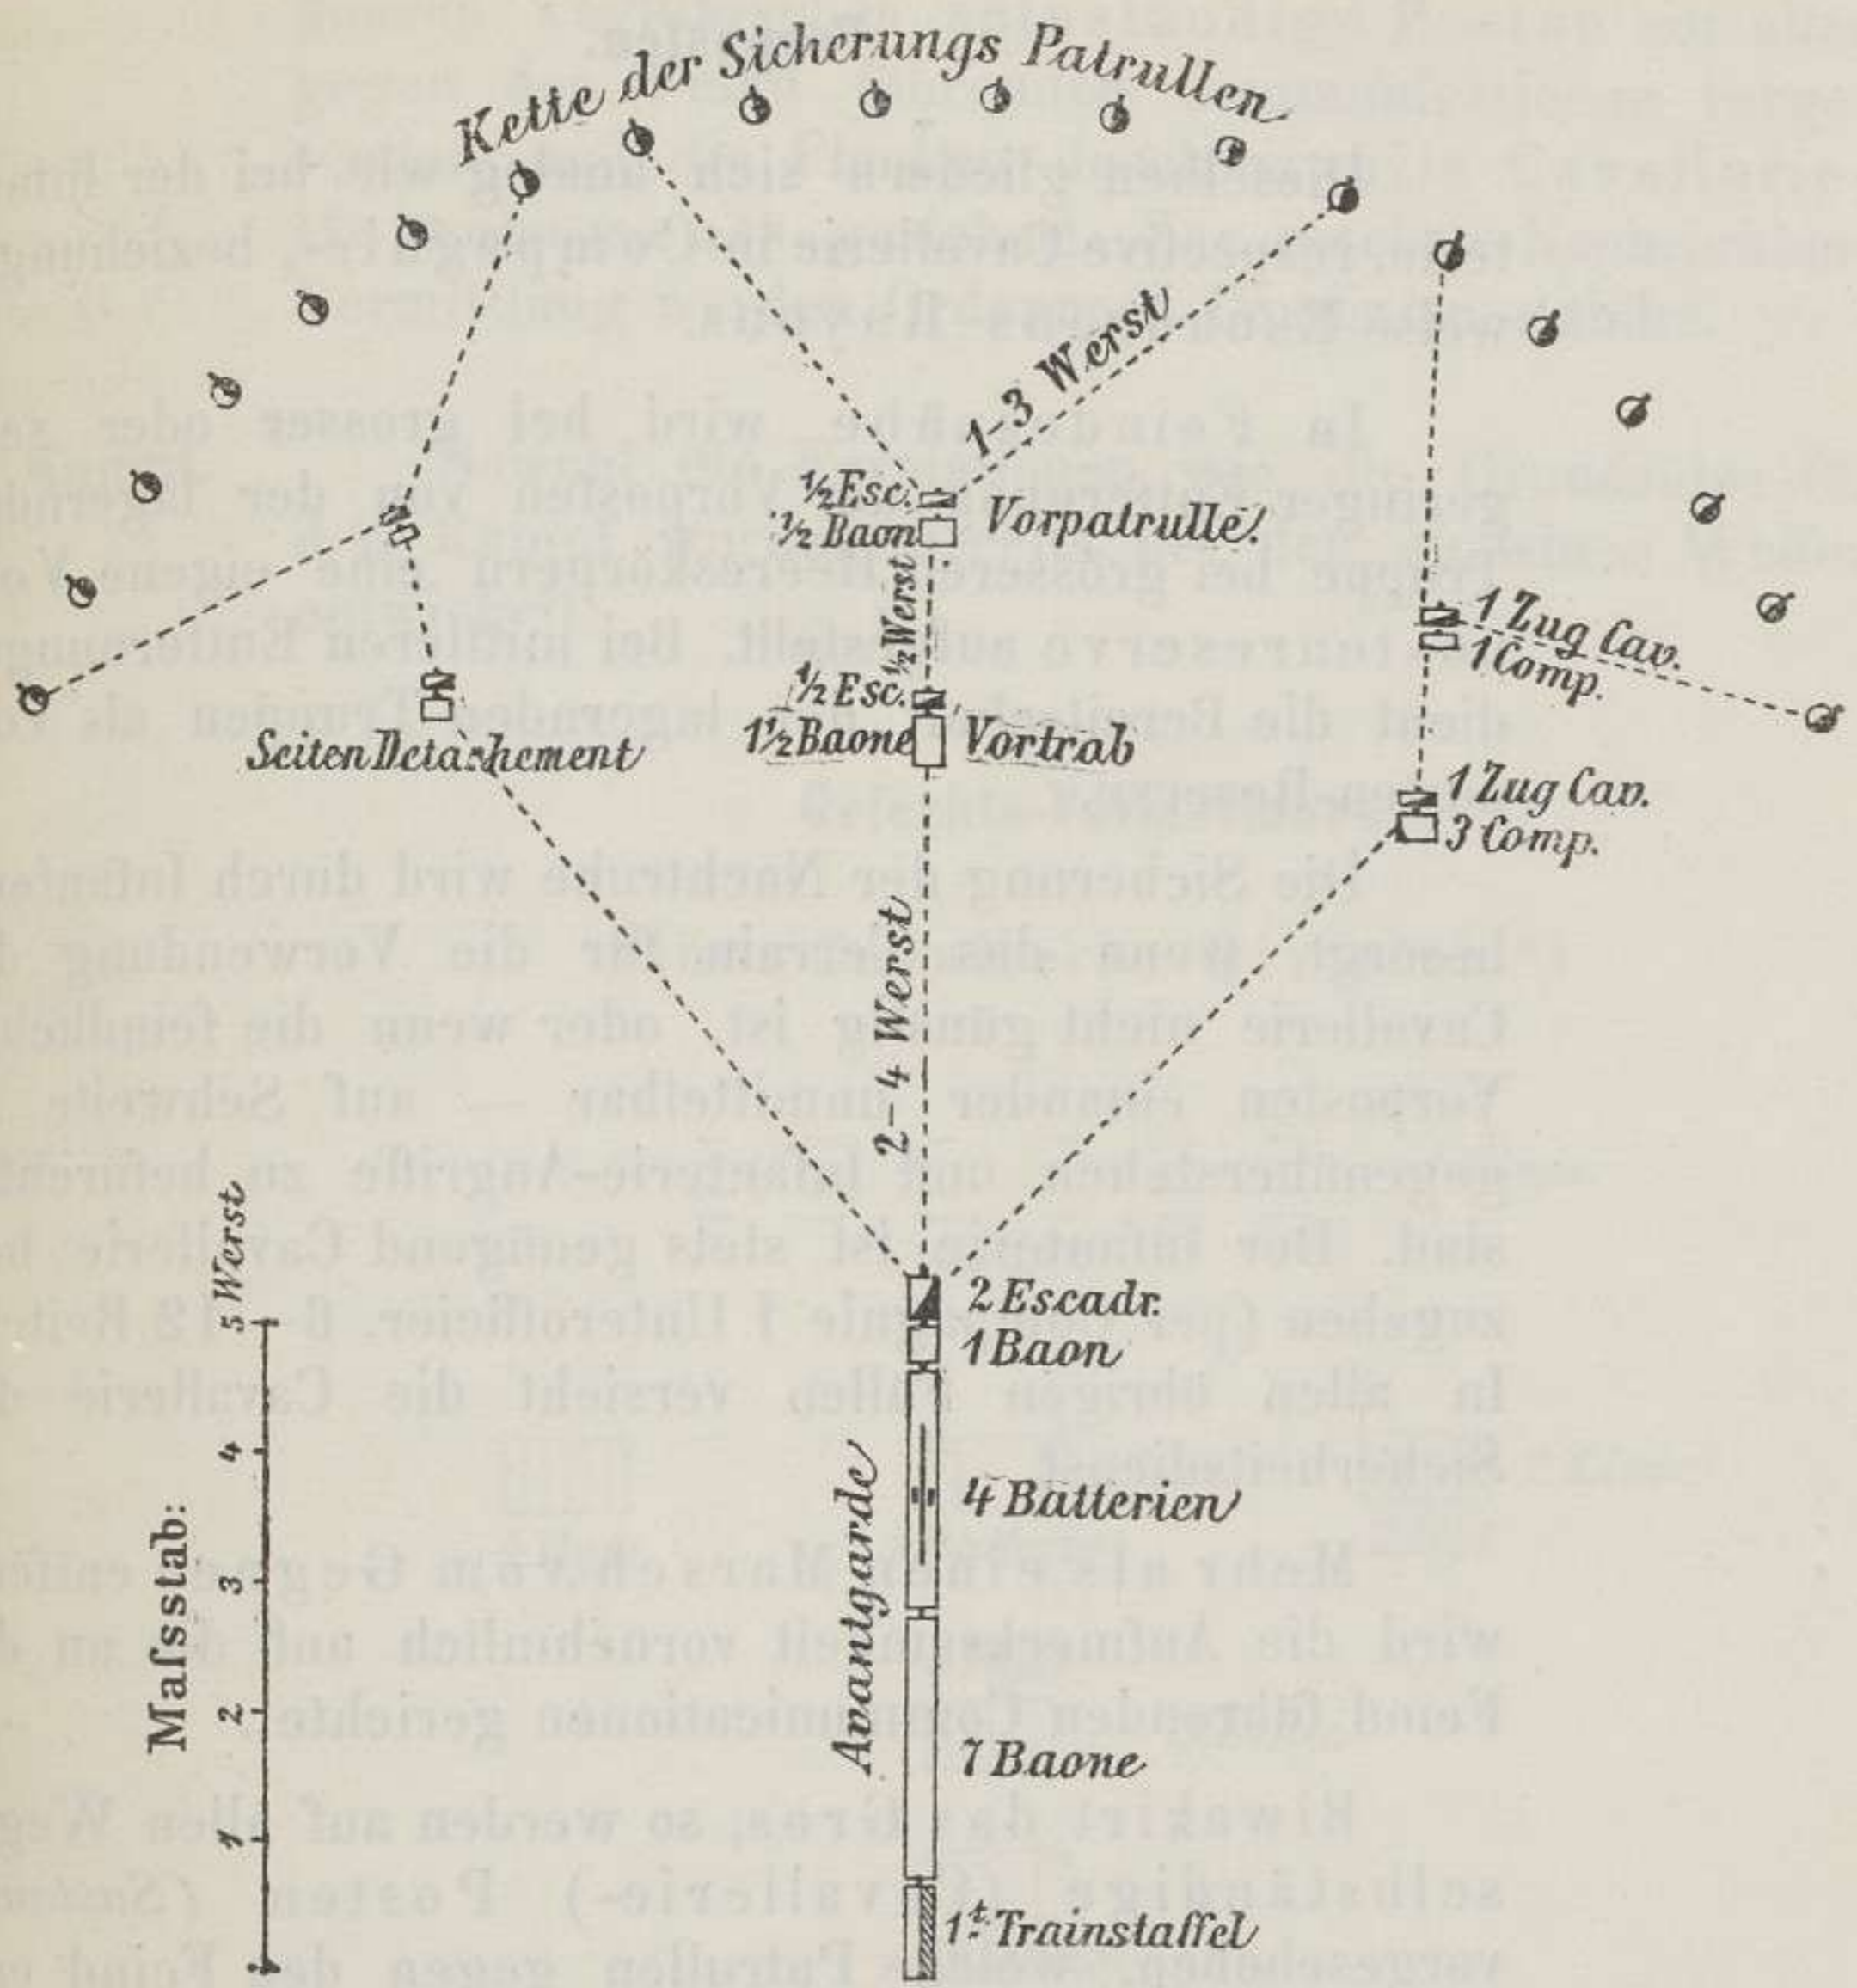 Kette der Sicherungs Patrullen
1-3 Werst
½ Esc.
½ Baon
Vorpatrulle.
½ Werst
1 Zug Cav.
1 Comp.
½ Esc.
1½ Baone
Vortrab
Seiten Detachement
1 Zug Cav.
3 Comp.
2-4 Werst
2 Escadr.
1 Baon
4 Batterien
Avantgarde
7 Baone
1t. Trainstaffel
Maſsstab:
5 Werst
4
3
2
1